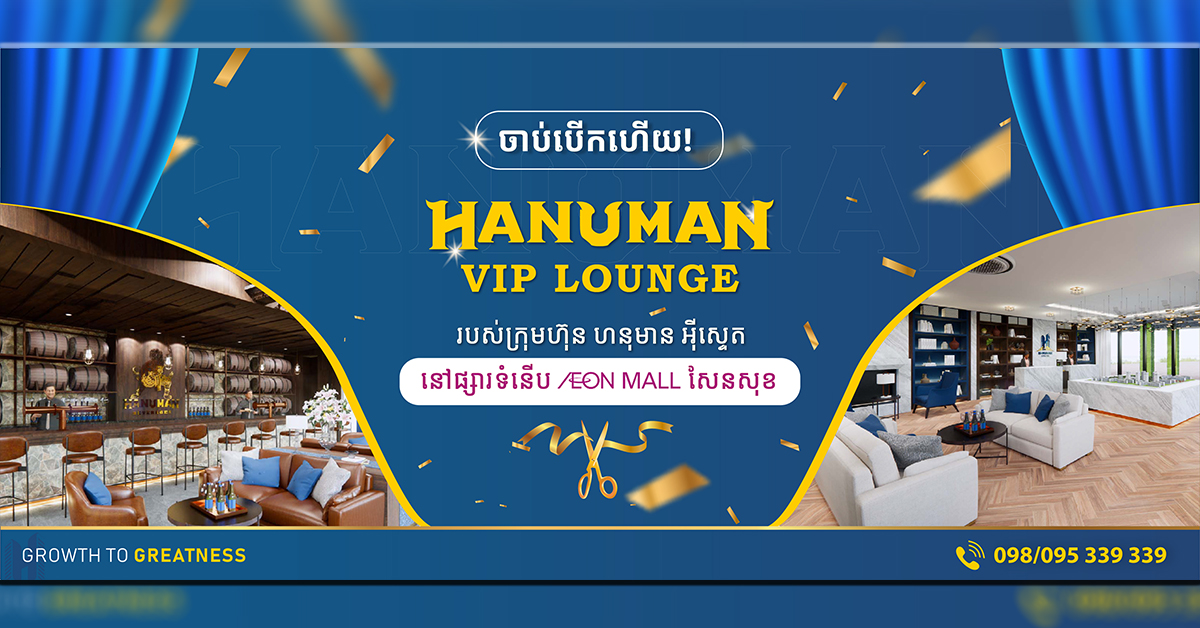 ចាប់បើកហើយ!
HANUMAN
VIP LOUNGE
របស់ក្រុមហ៊ុន ហនុមាន អ៊ីស្ទេត
នៅផ្សារទំនើប ÆON MALL សែនសុខ
HANUMAN
GROWTH TO GREATNESS
098/095 339 339